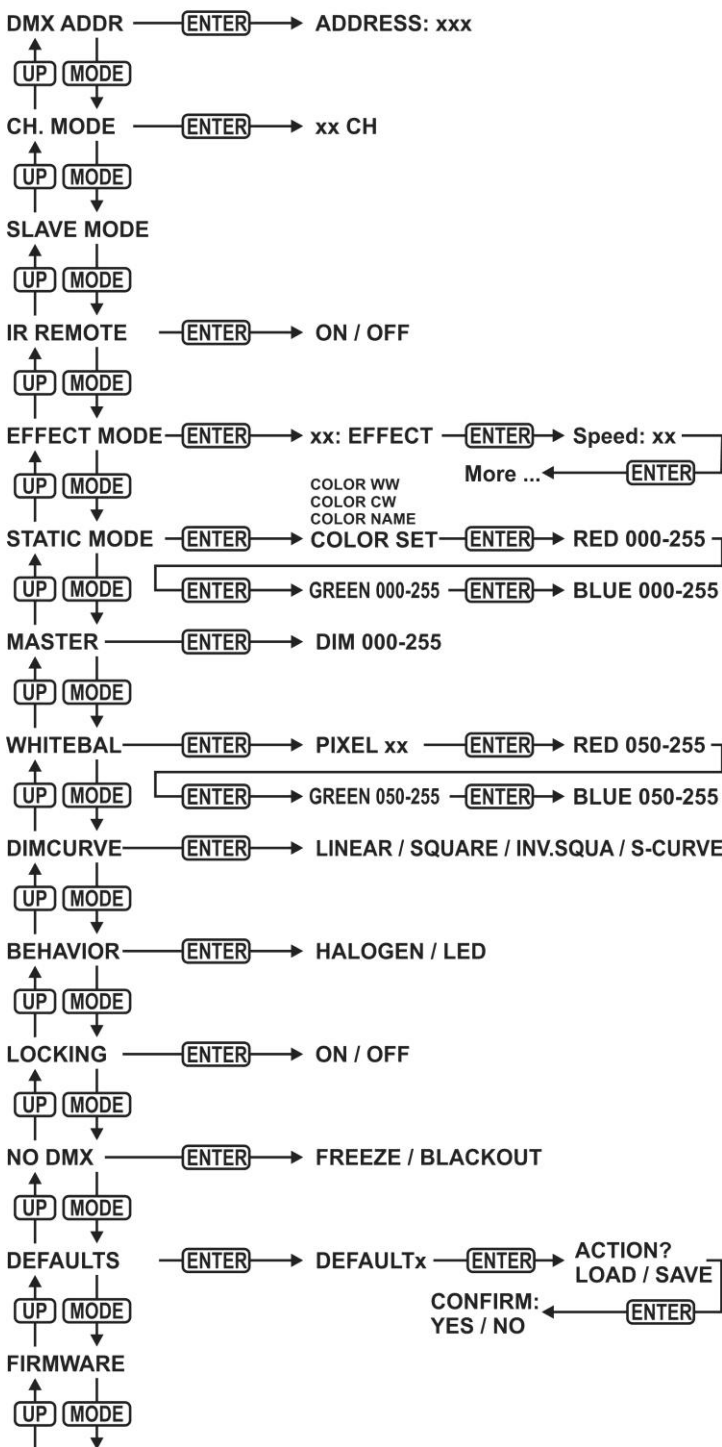 DMX ADDR ENTER ADDRESS: xxx
UP MODE
CH. MODE ENTER xx CH
UP MODE
SLAVE MODE
UP MODE
IR REMOTE ENTER ON / OFF
UP MODE
EFFECT MODE ENTER xx: EFFECT ENTER Speed: xx
More ... ENTER
UP MODE
COLOR WW
COLOR CW
COLOR NAME
STATIC MODE ENTER COLOR SET ENTER RED 000-255
UP MODE ENTER GREEN 000-255 ENTER BLUE 000-255
MASTER ENTER DIM 000-255
UP MODE
WHITEBAL ENTER PIXEL xx ENTER RED 050-255
UP MODE ENTER GREEN 050-255 ENTER BLUE 050-255
DIMCURVE ENTER LINEAR / SQUARE / INV.SQUA / S-CURVE
UP MODE
BEHAVIOR ENTER HALOGEN / LED
UP MODE
LOCKING ENTER ON / OFF
UP MODE
NO DMX ENTER FREEZE / BLACKOUT
UP MODE
DEFAULTS ENTER DEFAULTx ENTER ACTION?
LOAD / SAVE
UP MODE CONFIRM: ENTER
YES / NO
FIRMWARE
UP MODE